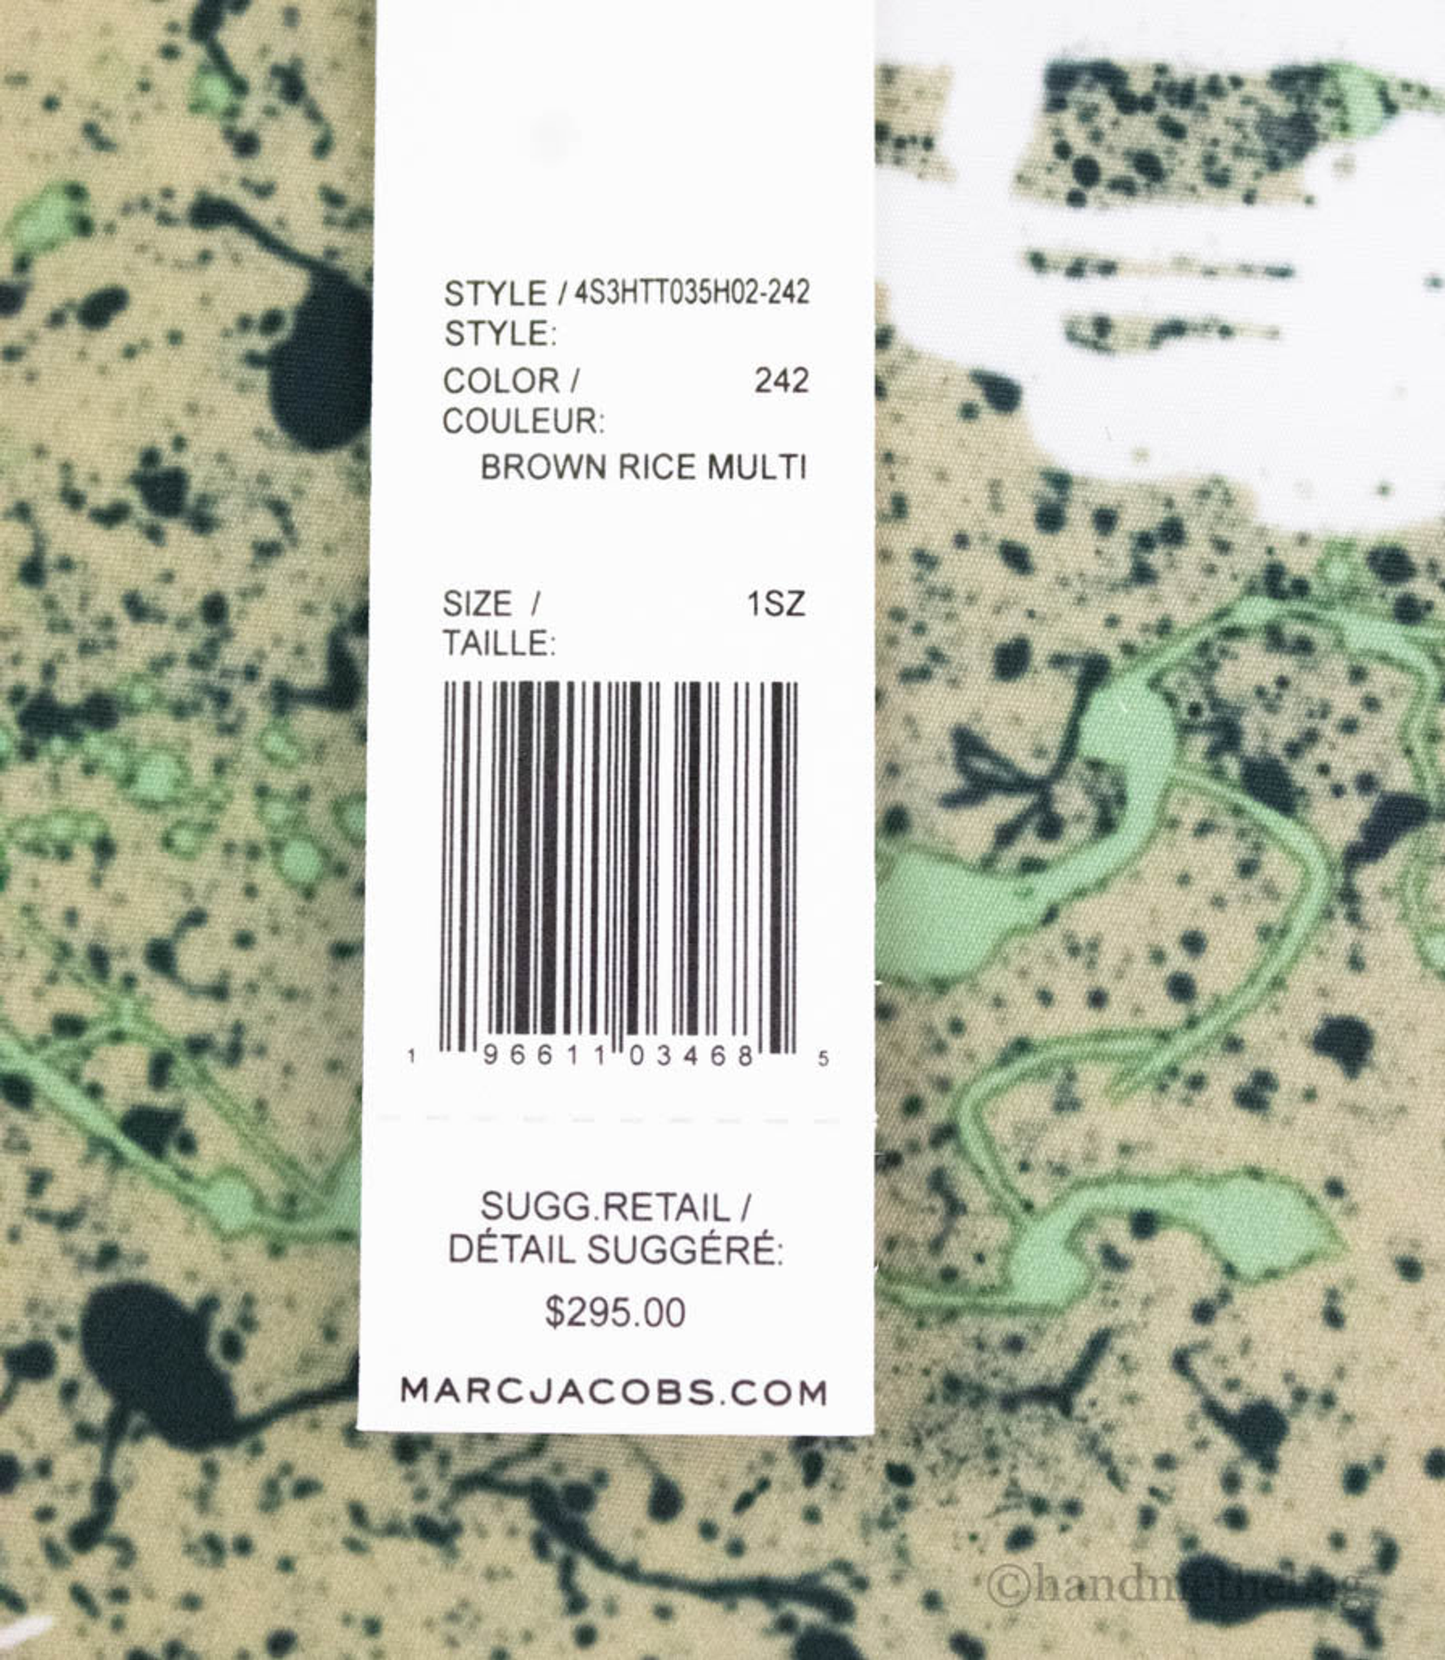 STYLE / 4S3HTT035H02-242
STYLE:
COLOR / 242
COULEUR:
BROWN RICE MULTI
SIZE / 1SZ
TAILLE:
1 96611 03468 5
SUGG.RETAIL /
DÉTAIL SUGGÉRÉ:
$295.00
MARCJACOBS.COM
©handmethebag